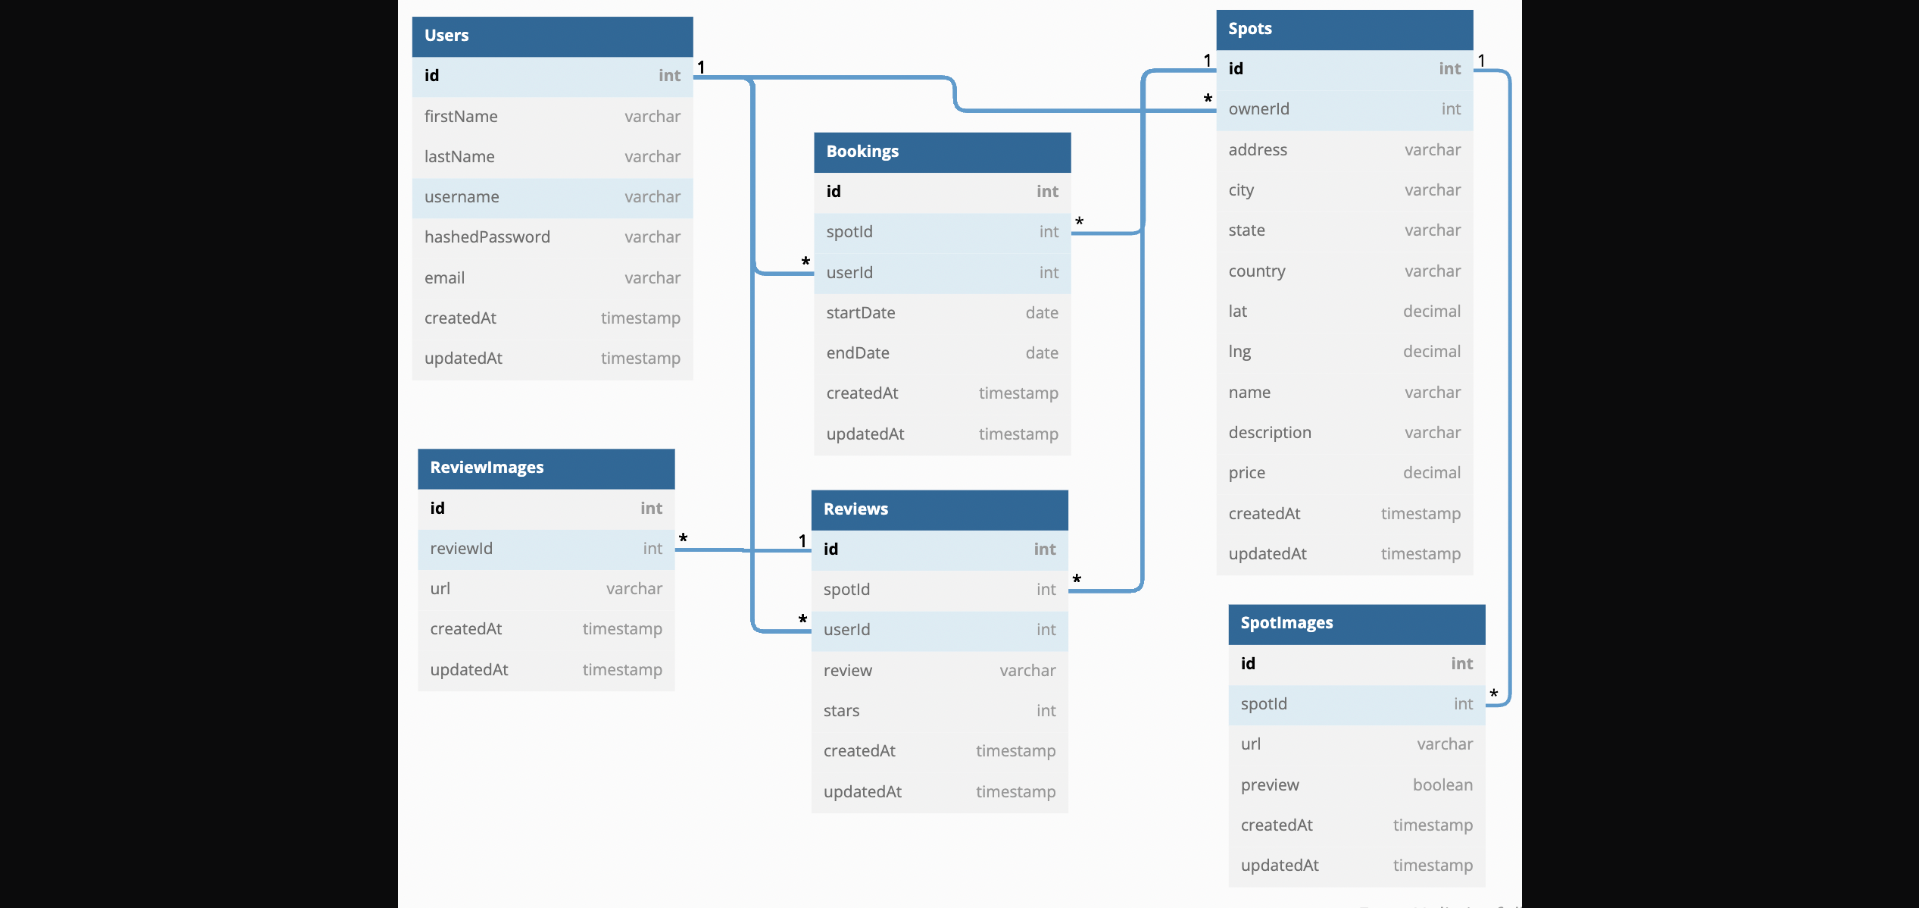 Users
id int 1
firstName varchar
lastName varchar
username varchar
hashedPassword varchar
email varchar
createdAt timestamp
updatedAt timestamp
ReviewImages
id int
reviewId int *
url varchar
createdAt timestamp
updatedAt timestamp
Bookings
id int
spotId int *
* userId int
startDate date
endDate date
createdAt timestamp
updatedAt timestamp
Reviews
1 id int
spotId int *
* userId int
review varchar
stars int
createdAt timestamp
updatedAt timestamp
Spots
1 id int 1
* ownerId int
address varchar
city varchar
state varchar
country varchar
lat decimal
lng decimal
name varchar
description varchar
price decimal
createdAt timestamp
updatedAt timestamp
SpotImages
id int
spotId int *
url varchar
preview boolean
createdAt timestamp
updatedAt timestamp